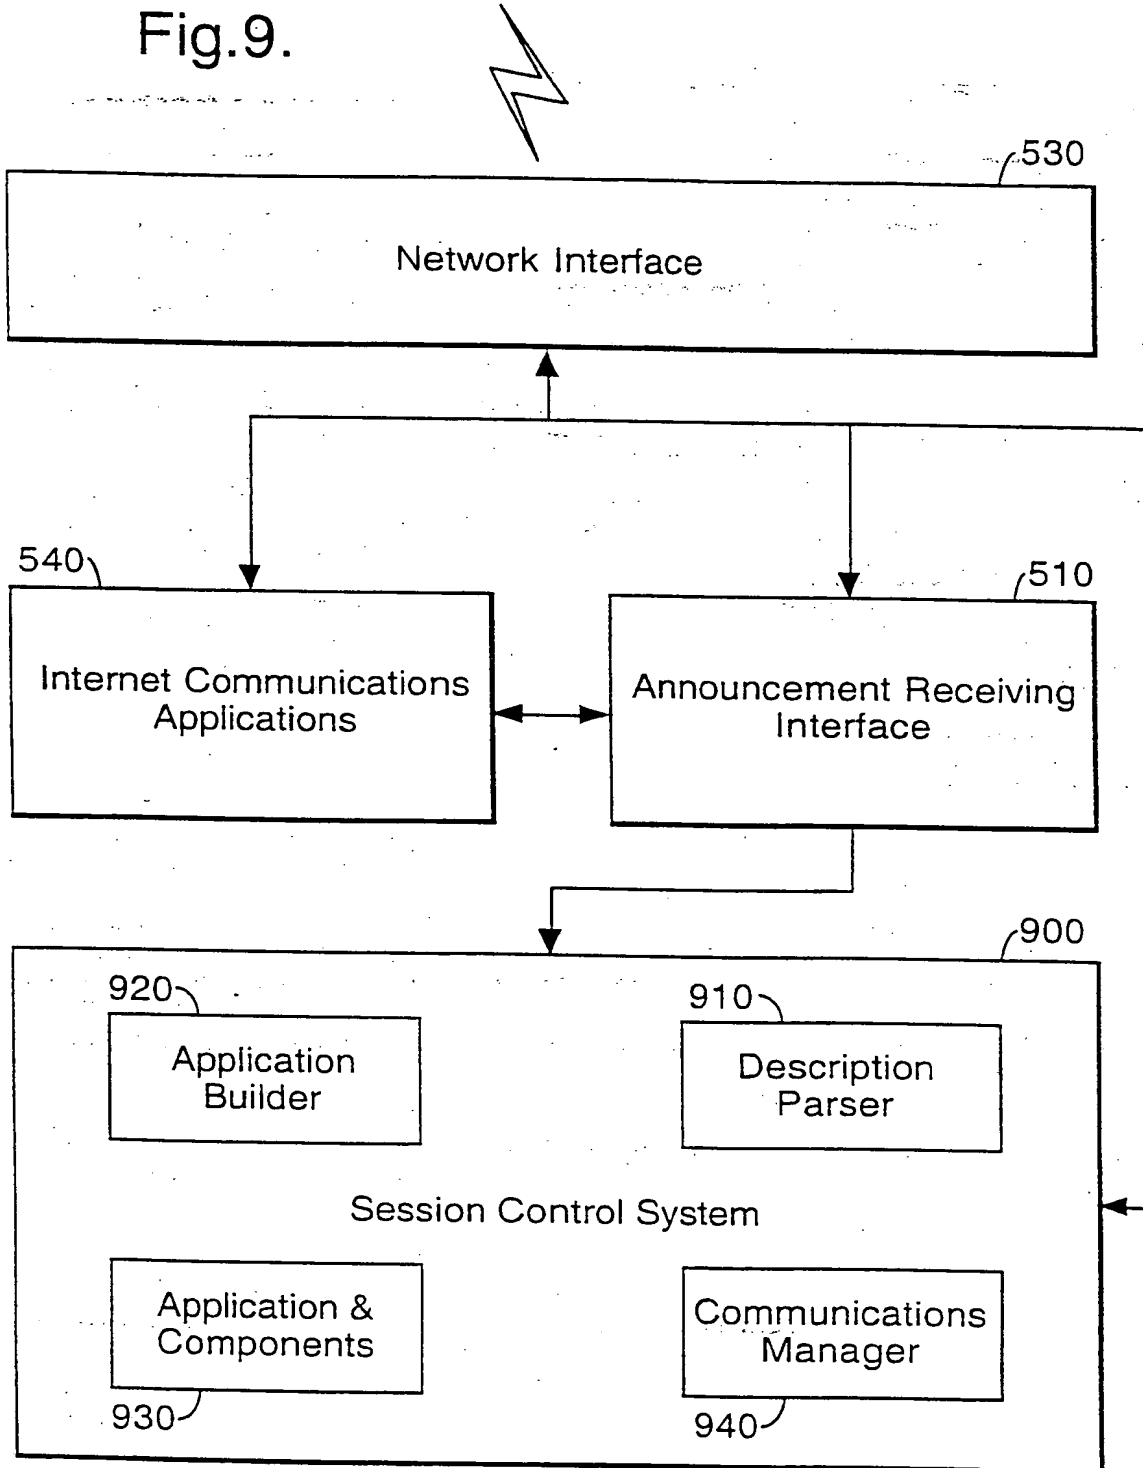 Fig.9.
530
Network Interface
540
510
Internet Communications
Applications
Announcement Receiving
Interface
900
920
910
Application
Builder
Description
Parser
Session Control System
Application &
Components
Communications
Manager
930
940